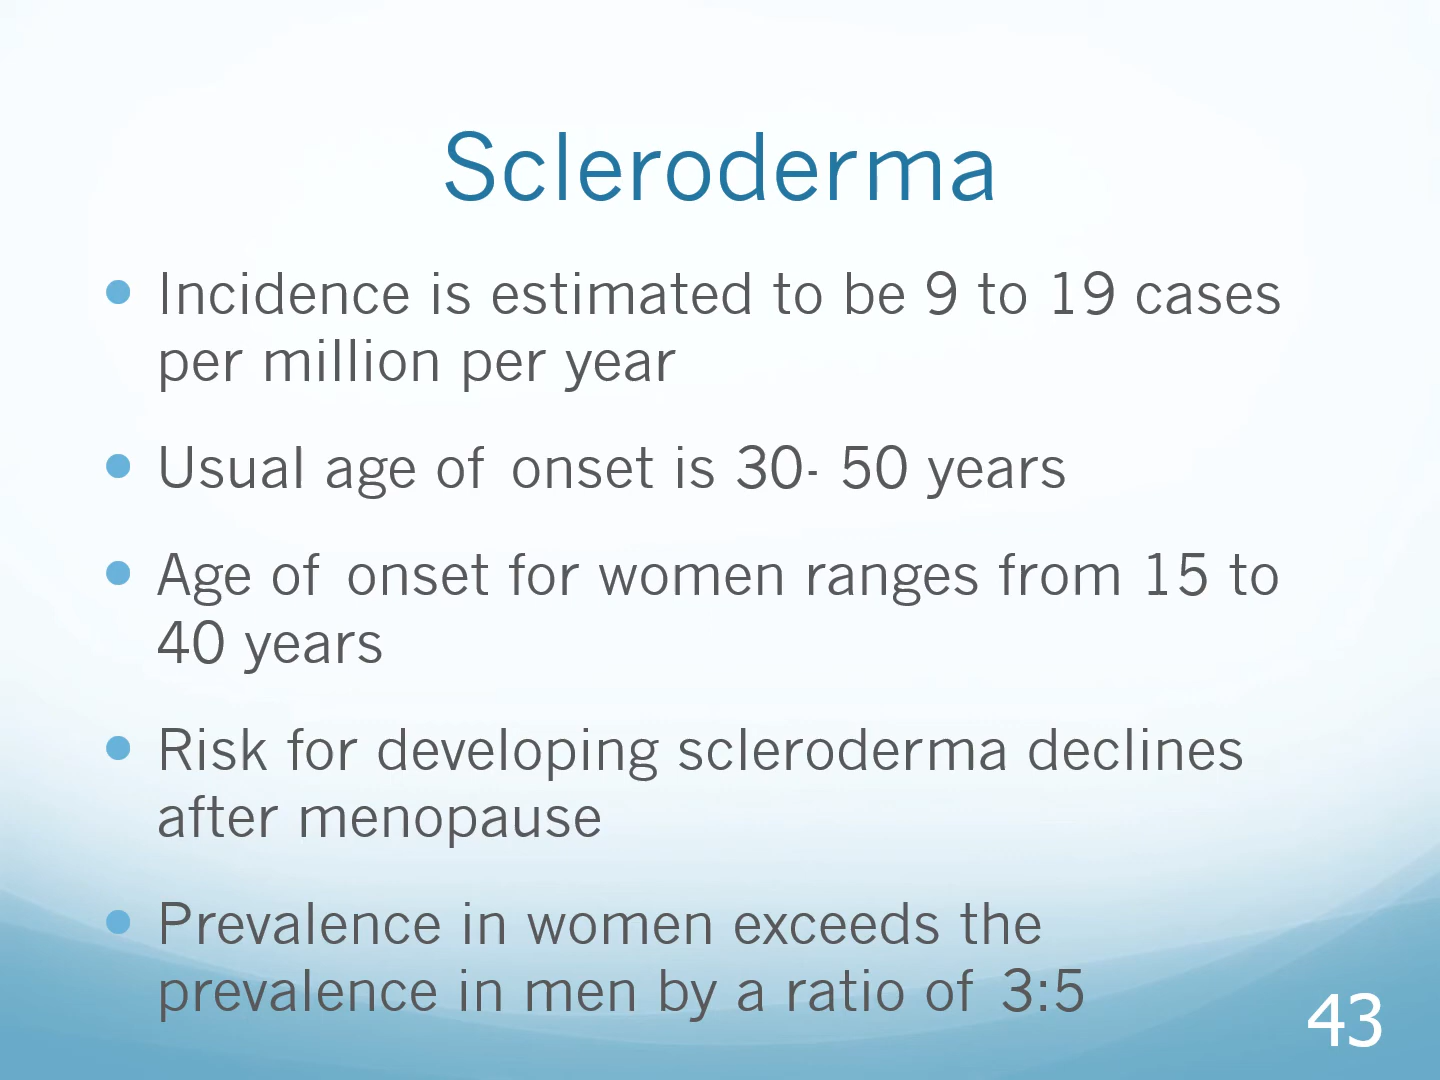 Scleroderma
Incidence is estimated to be 9 to 19 cases
per million per year
Usual age of onset is 30- 50 years
Age of onset for women ranges from 15 to
40 years
Risk for developing scleroderma declines
after menopause
Prevalence in women exceeds the
prevalence in men by a ratio of 3:5
43